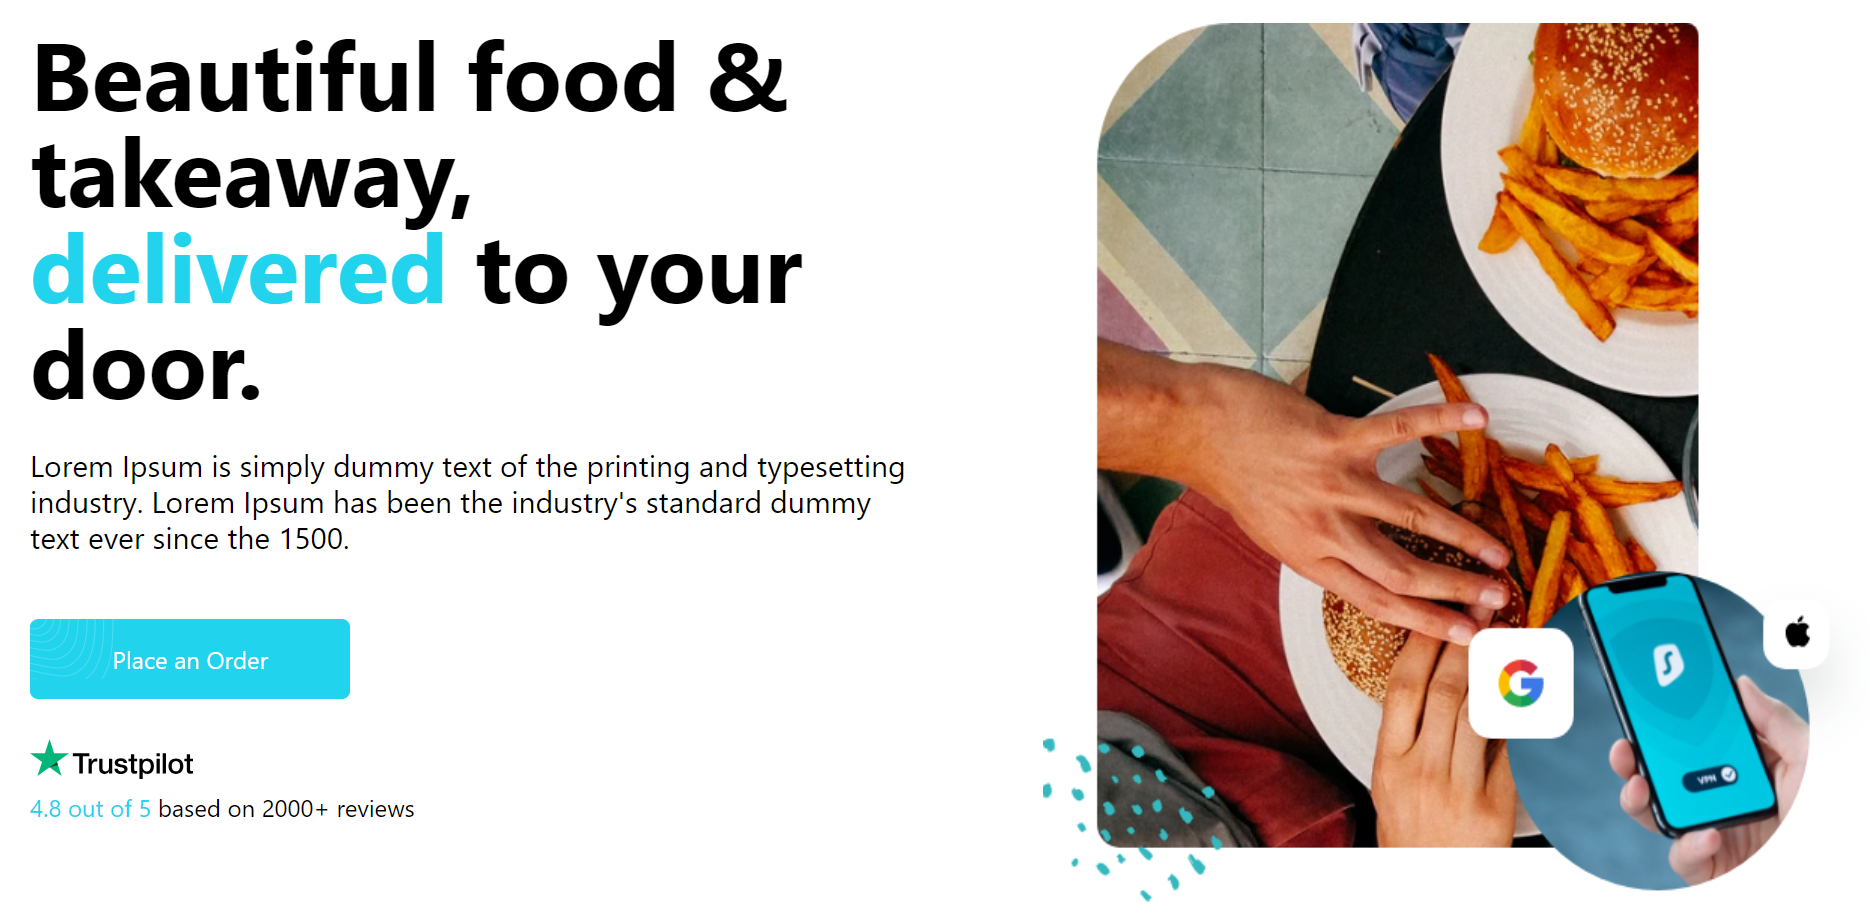 Beautiful food &
takeaway,
delivered to your
door.
Lorem Ipsum is simply dummy text of the printing and typesetting
industry. Lorem Ipsum has been the industry's standard dummy
text ever since the 1500.
Place an Order
Trustpilot
4.8 out of 5 based on 2000+ reviews
G
VPN